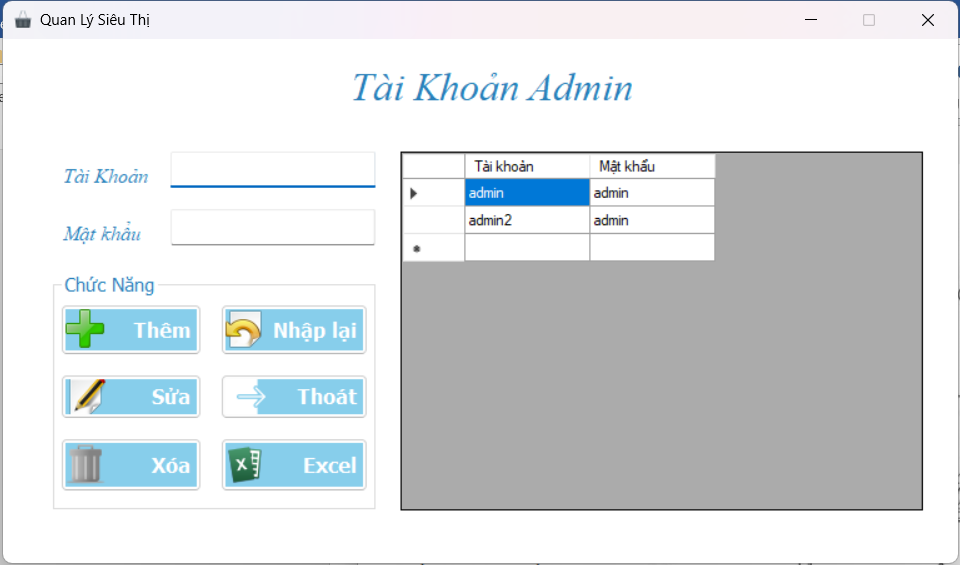 Quan Lý Siêu Thị
Tài Khoản Admin
Tài Khoản
Mật khẩu
Chức Năng
Thêm
Nhập lại
Sửa
Thoát
Xóa
Excel
Tài khoản Mật khẩu
admin admin
admin2 admin